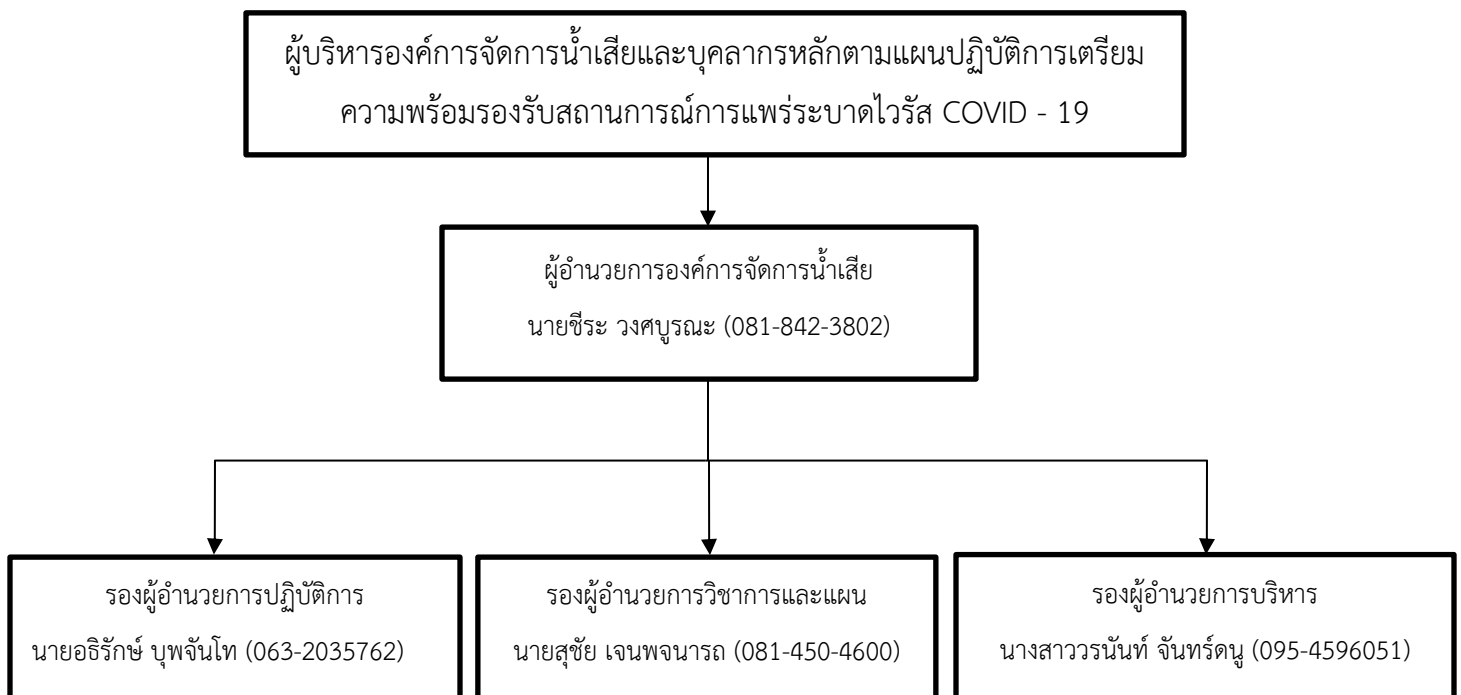 ผู้บริหารองค์การจัดการน้ำเสียและบุคลากรหลักตามแผนปฏิบัติการเตรียม
ความพร้อมรองรับสถานการณ์การแพร่ระบาดไวรัส COVID - 19
ผู้อำนวยการองค์การจัดการน้ำเสีย
นายชีระ วงศบูรณะ (081-842-3802)
รองผู้อำนวยการปฏิบัติการ
นายอธิรักษ์ บุพจันโท (063-2035762)
รองผู้อำนวยการวิชาการและแผน
นายสุชัย เจนพจนารถ (081-450-4600)
รองผู้อำนวยการบริหาร
นางสาววรนันท์ จันทร์ดนู (095-4596051)